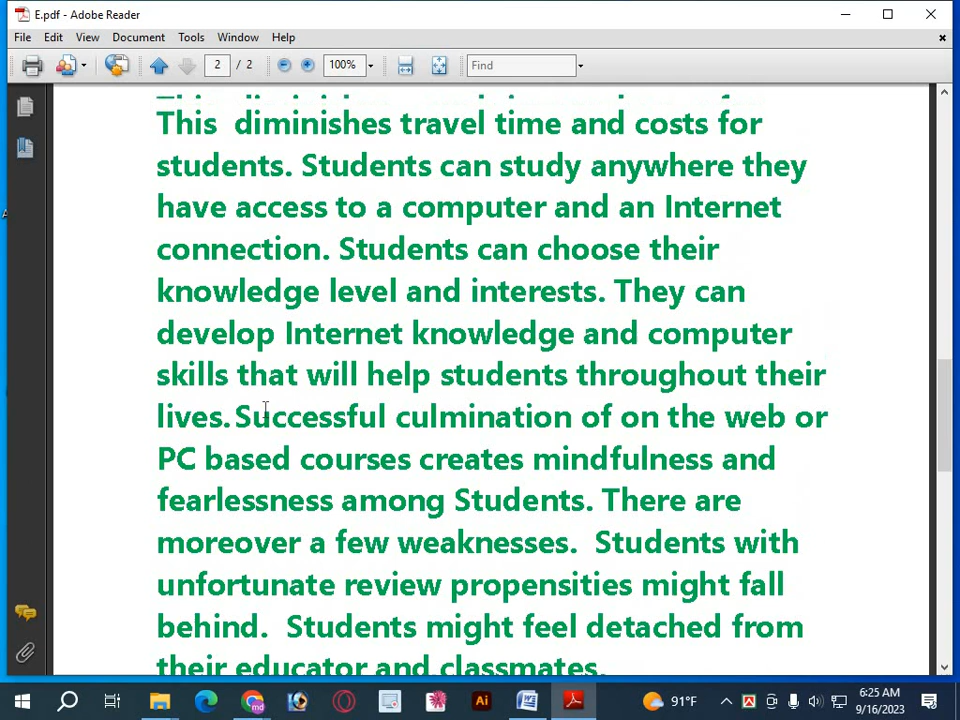 E.pdf - Adobe Reader
File Edit View Document Tools Window Help
2 / 2 100% Find
This diminishes travel time and costs for
students. Students can study anywhere they
have access to a computer and an Internet
connection. Students can choose their
knowledge level and interests. They can
develop Internet knowledge and computer
skills that will help students throughout their
lives. Successful culmination of on the web or
PC based courses creates mindfulness and
fearlessness among Students. There are
moreover a few weaknesses. Students with
unfortunate review propensities might fall
behind. Students might feel detached from
their educator and classmates.
md Ai W 91°F 6:25 AM
9/16/2023